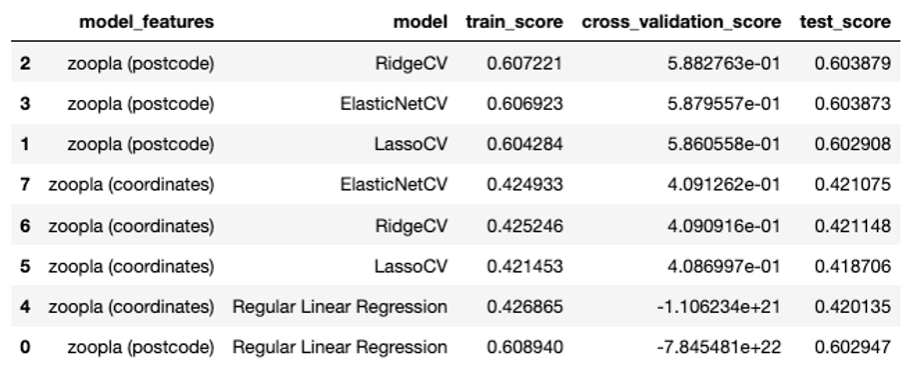 model_features model train_score cross_validation_score test_score
2 zoopla (postcode) RidgeCV 0.607221 5.882763e-01 0.603879
3 zoopla (postcode) ElasticNetCV 0.606923 5.879557e-01 0.603873
1 zoopla (postcode) LassoCV 0.604284 5.860558e-01 0.602908
7 zoopla (coordinates) ElasticNetCV 0.424933 4.091262e-01 0.421075
6 zoopla (coordinates) RidgeCV 0.425246 4.090916e-01 0.421148
5 zoopla (coordinates) LassoCV 0.421453 4.086997e-01 0.418706
4 zoopla (coordinates) Regular Linear Regression 0.426865 -1.106234e+21 0.420135
0 zoopla (postcode) Regular Linear Regression 0.608940 -7.845481e+22 0.602947